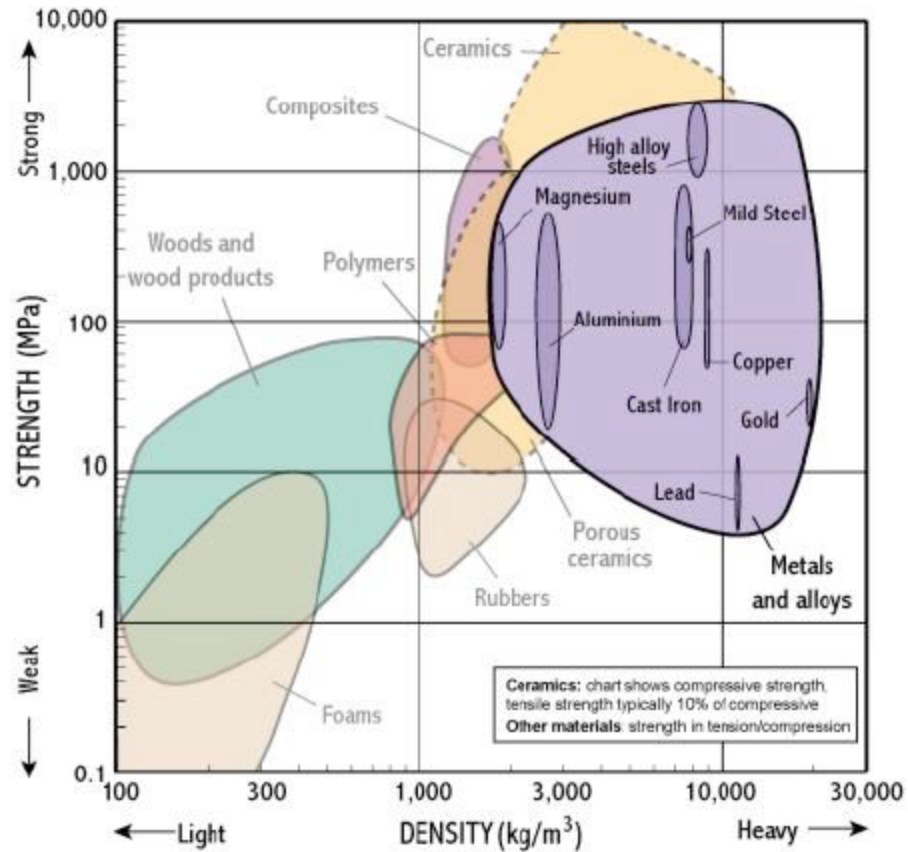 10,000
1,000
100
10
1
0.1
Strong
STRENGTH (MPa)
Weak
Ceramics
Composites
High alloy
steels
Magnesium
Mild Steel
Woods and
wood products
Polymers
Aluminium
Copper
Cast Iron
Gold
Lead
Porous
ceramics
Rubbers
Metals
and alloys
Foams
Ceramics: chart shows compressive strength,
tensile strength typically 10% of compressive
Other materials: strength in tension/compression
100
300
1,000
3,000
10,000
30,000
Light
DENSITY (kg/m³)
Heavy